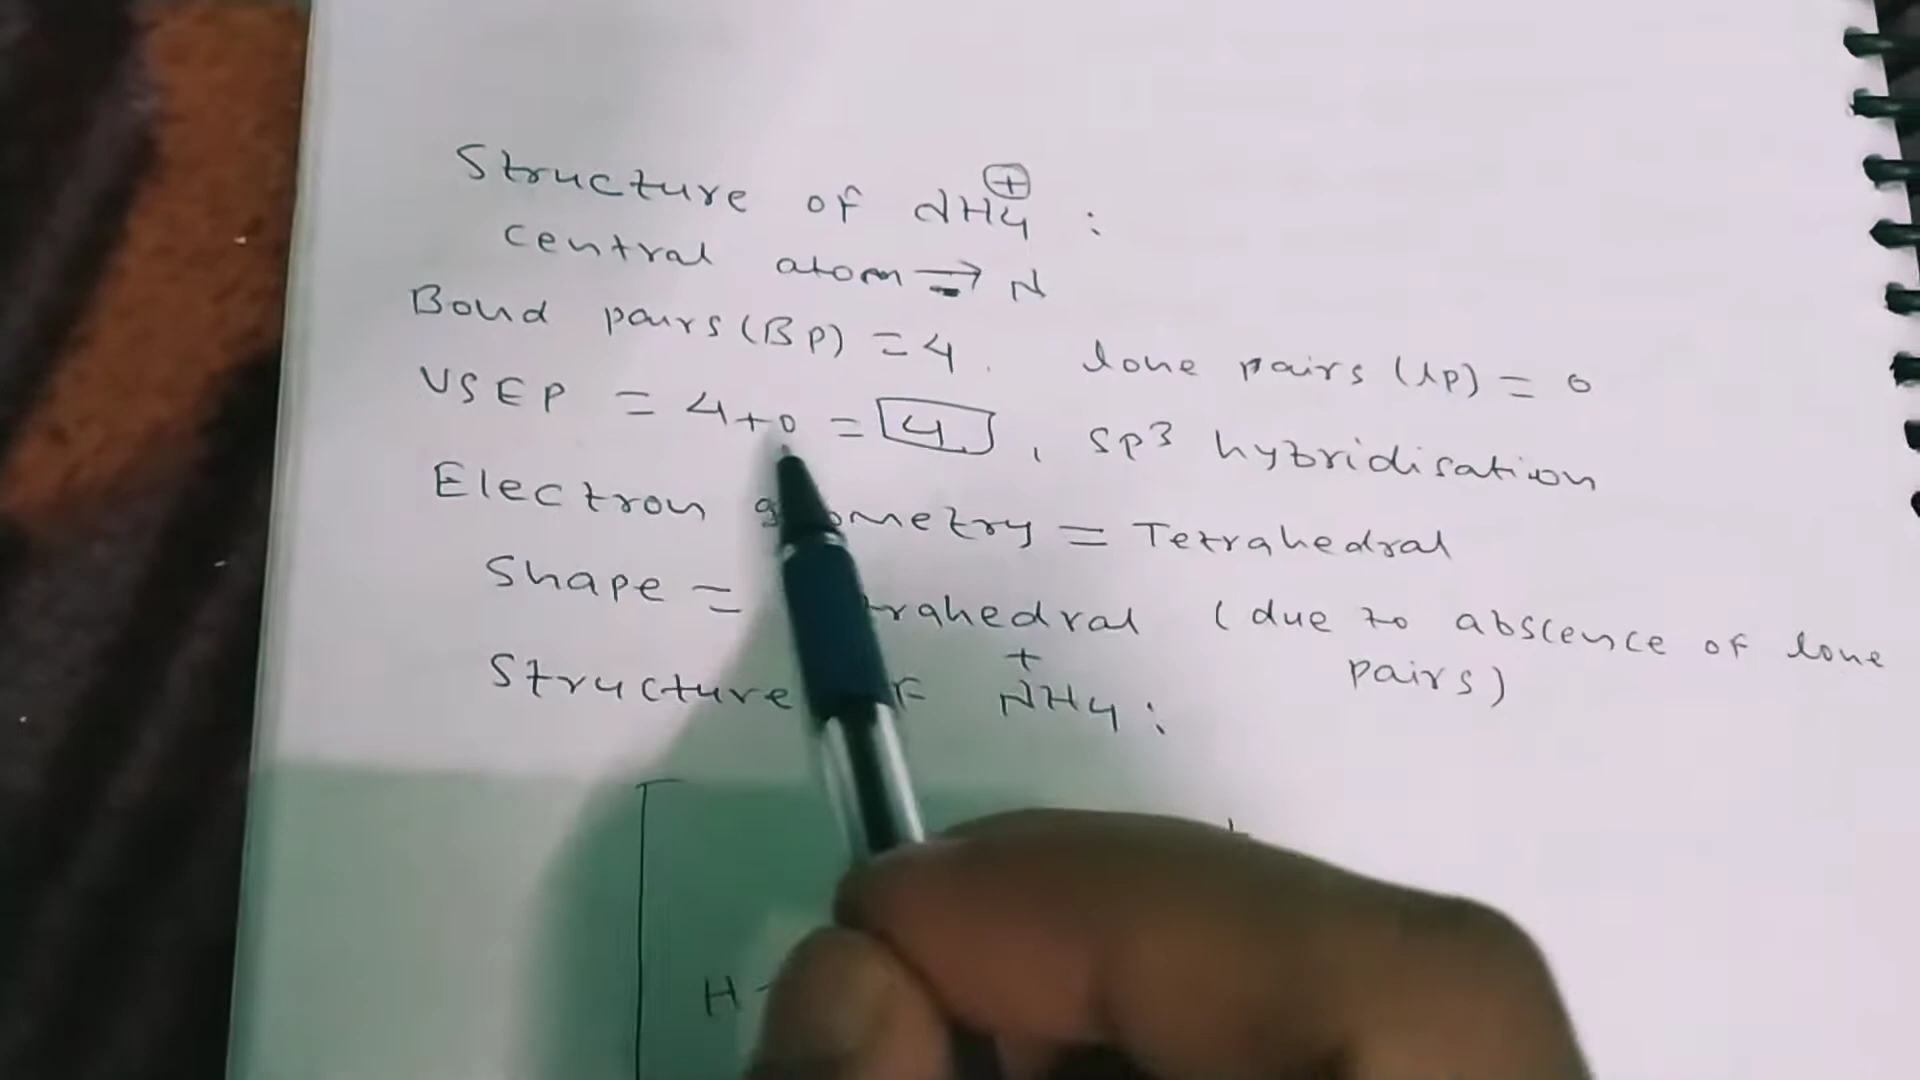 Structure of NH4⊕ :
central atom → N
Bond pairs (BP) = 4. lone pairs (lp) = 0
VSEP = 4+0 = 4, sp3 hybridisation
Electron geometry = Tetrahedral
Shape = trahedral (due to abscence of lone pairs)
Structure F NH4+ :
H